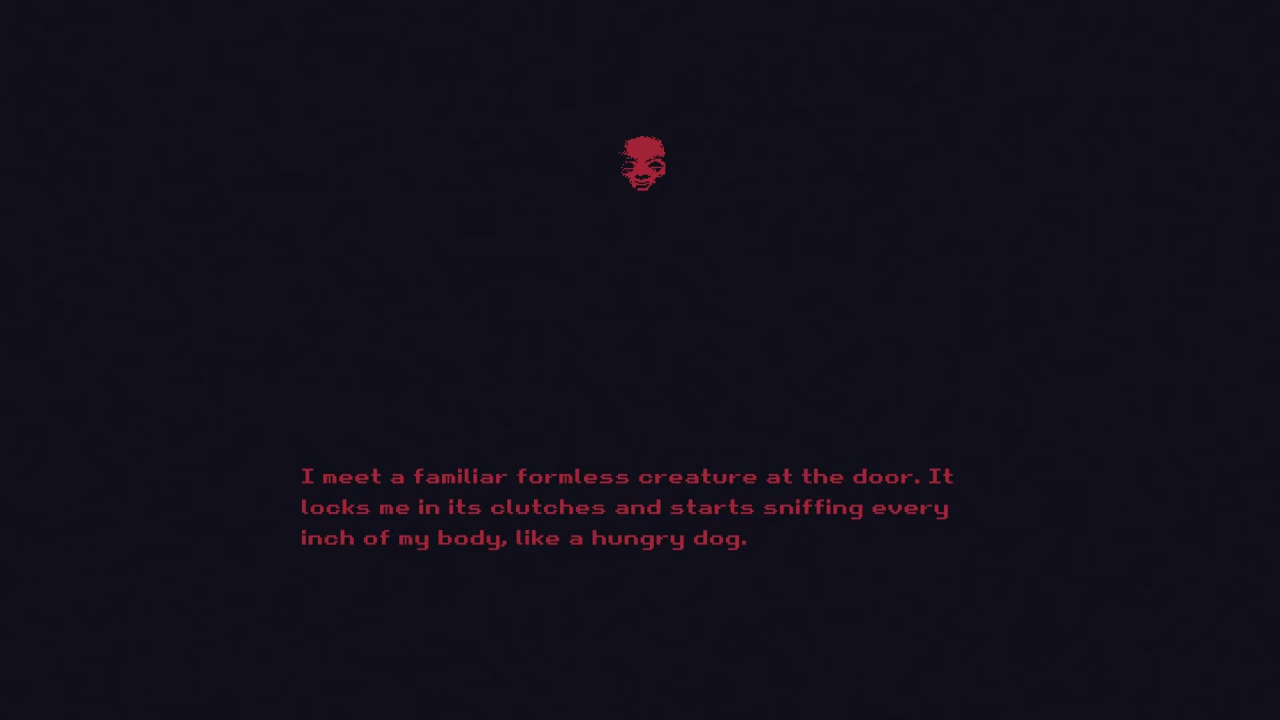 I meet a familiar formless creature at the door. It
locks me in its clutches and starts sniffing every
inch of my body, like a hungry dog.